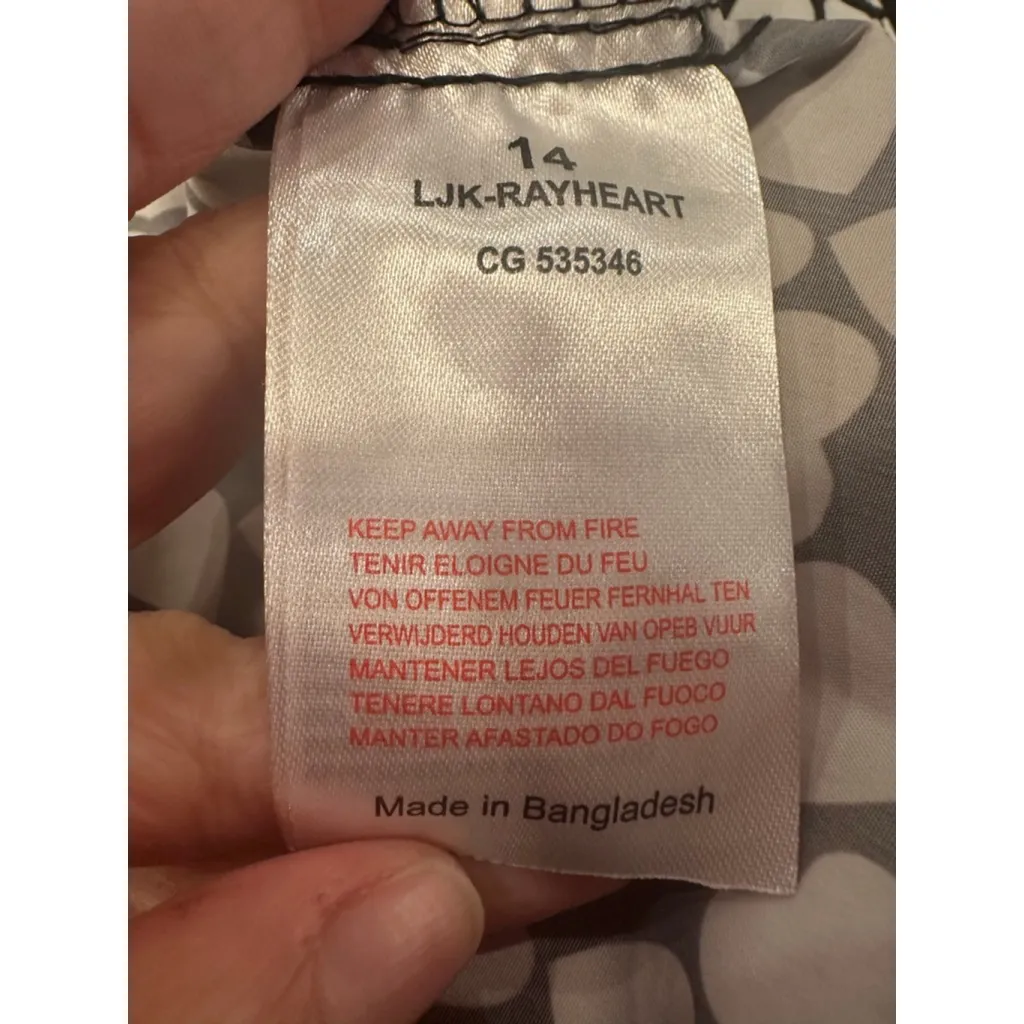 14
LJK-RAYHEART
CG 535346
KEEP AWAY FROM FIRE
TENIR ELOIGNE DU FEU
VON OFFENEM FEUER FERNHAL TEN
VERWIJDERD HOUDEN VAN OPEB VUUR
MANTENER LEJOS DEL FUEGO
TENERE LONTANO DAL FUOCO
MANTER AFASTADO DO FOGO
Made in Bangladesh